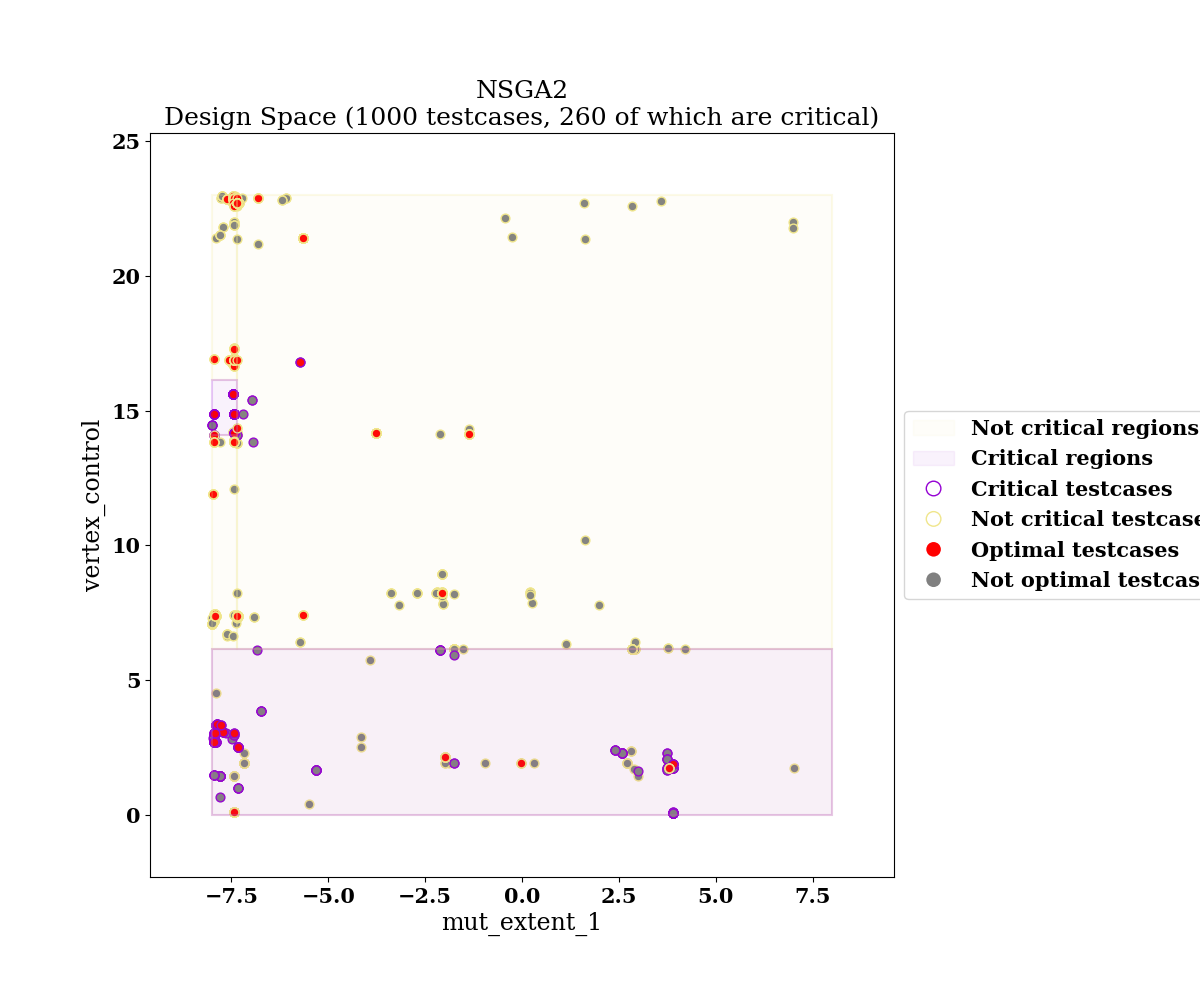 NSGA2
Design Space (1000 testcases, 260 of which are critical)
25
20
15
10
5
0
vertex_control
−7.5
−5.0
−2.5
0.0
2.5
5.0
7.5
mut_extent_1
Not critical regions
Critical regions
Critical testcases
Not critical testcase
Optimal testcases
Not optimal testcas